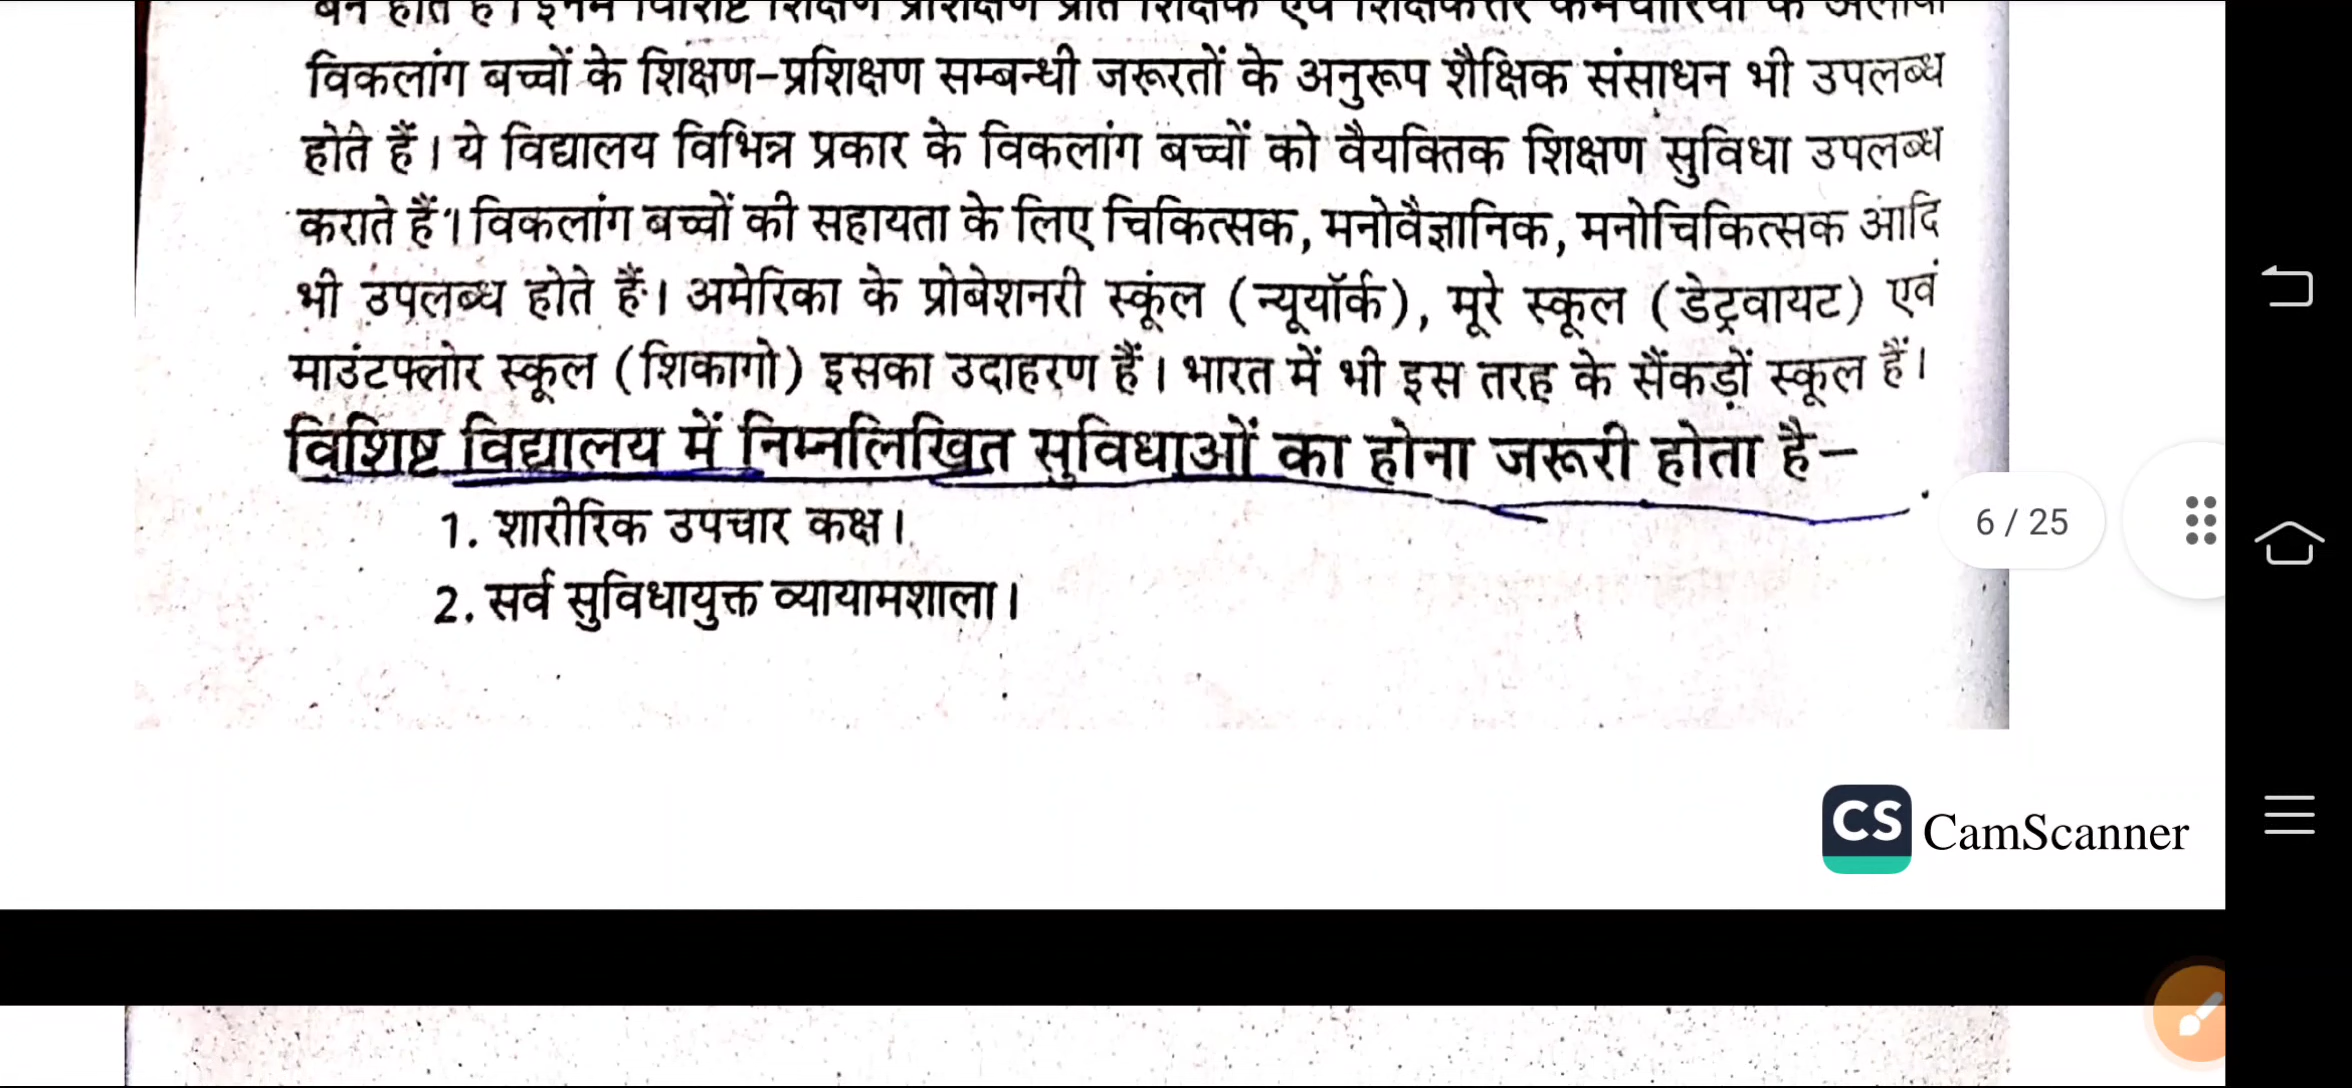 विकलांग बच्चों के शिक्षण-प्रशिक्षण सम्बन्धी जरूरतों के अनुरूप शैक्षिक संसाधन भी उपलब्ध
होते हैं। ये विद्यालय विभिन्न प्रकार के विकलांग बच्चों को वैयक्तिक शिक्षण सुविधा उपलब्ध
कराते हैं। विकलांग बच्चों की सहायता के लिए चिकित्सक, मनोवैज्ञानिक, मनोचिकित्सक आदि
भी उपलब्ध होते हैं। अमेरिका के प्रोबेशनरी स्कूंल (न्यूयॉर्क), मूरे स्कूल (डेट्रवायट) एवं
माउंटफ्लोर स्कूल (शिकागो) इसका उदाहरण हैं। भारत में भी इस तरह के सैंकड़ों स्कूल हैं।
विशिष्ट विद्यालय में निम्नलिखित सुविधाओं का होना जरूरी होता है-
1. शारीरिक उपचार कक्ष।
6 / 25
2. सर्व सुविधायुक्त व्यायामशाला।
CS CamScanner